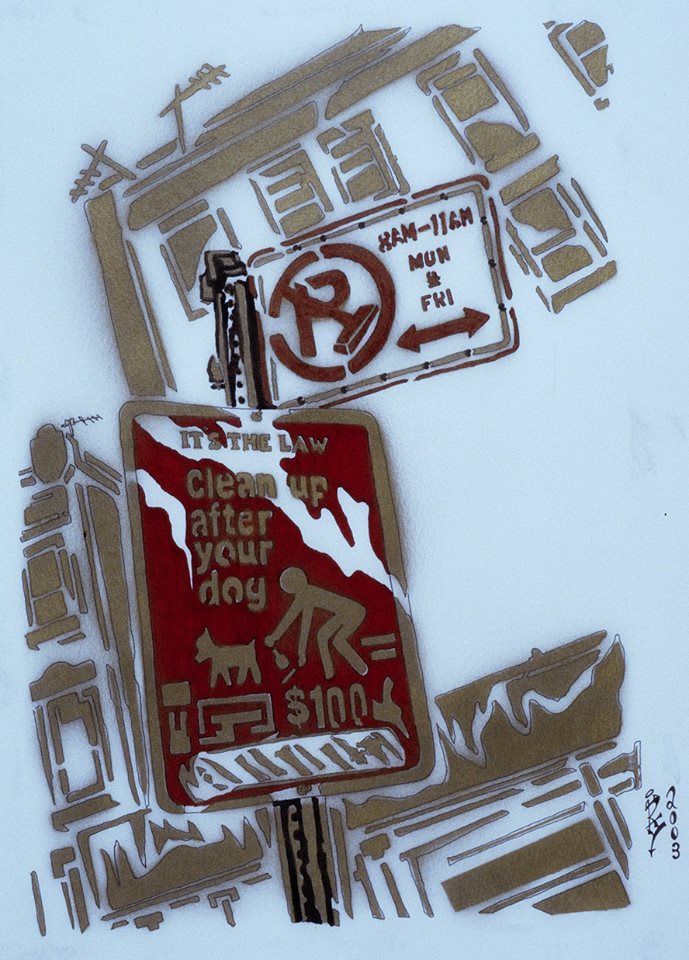 8AM-11AM
MON
&
FRI
IT'S THE LAW
Clean up
after
your
dog
$100
2003